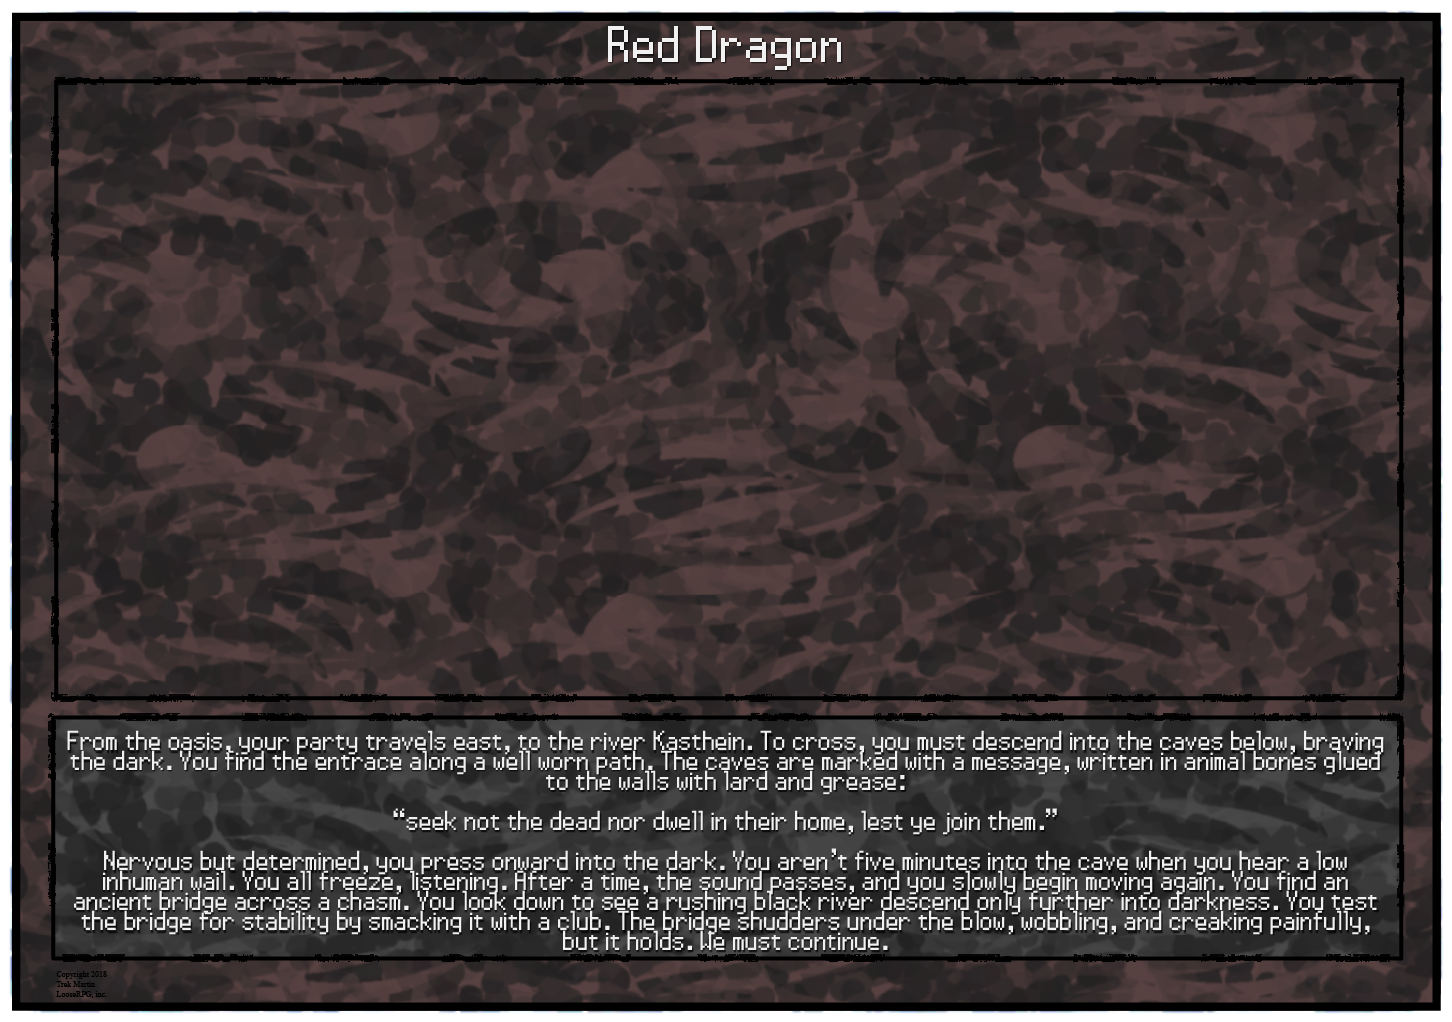 Red Dragon
From the oasis, your party travels east, to the river Kasthein. To cross, you must descend into the caves below, braving
the dark. You find the entrace along a well worn path. The caves are marked with a message, written in animal bones glued
to the walls with lard and grease:
“seek not the dead nor dwell in their home, lest ye join them.”
Nervous but determined, you press onward into the dark. You aren’t five minutes into the cave when you hear a low
inhuman wail. You all freeze, listening. After a time, the sound passes, and you slowly begin moving again. You find an
ancient bridge across a chasm. You look down to see a rushing black river descend only further into darkness. You test
the bridge for stability by smacking it with a club. The bridge shudders under the blow, wobbling, and creaking painfully,
but it holds. We must continue.
Copyright 2018
Trek Martin
LooseRPG, inc.